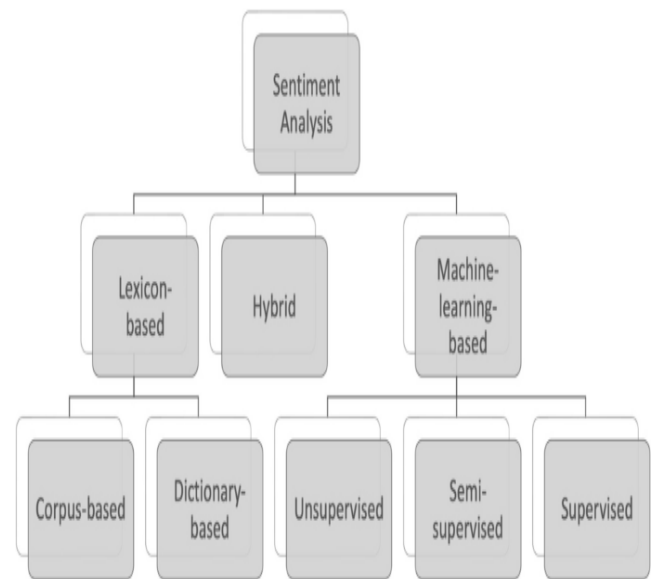 Sentiment
Analysis
Lexicon-
based
Hybrid
Machine-
learning-
based
Corpus-based
Dictionary-
based
Unsupervised
Semi-
supervised
Supervised